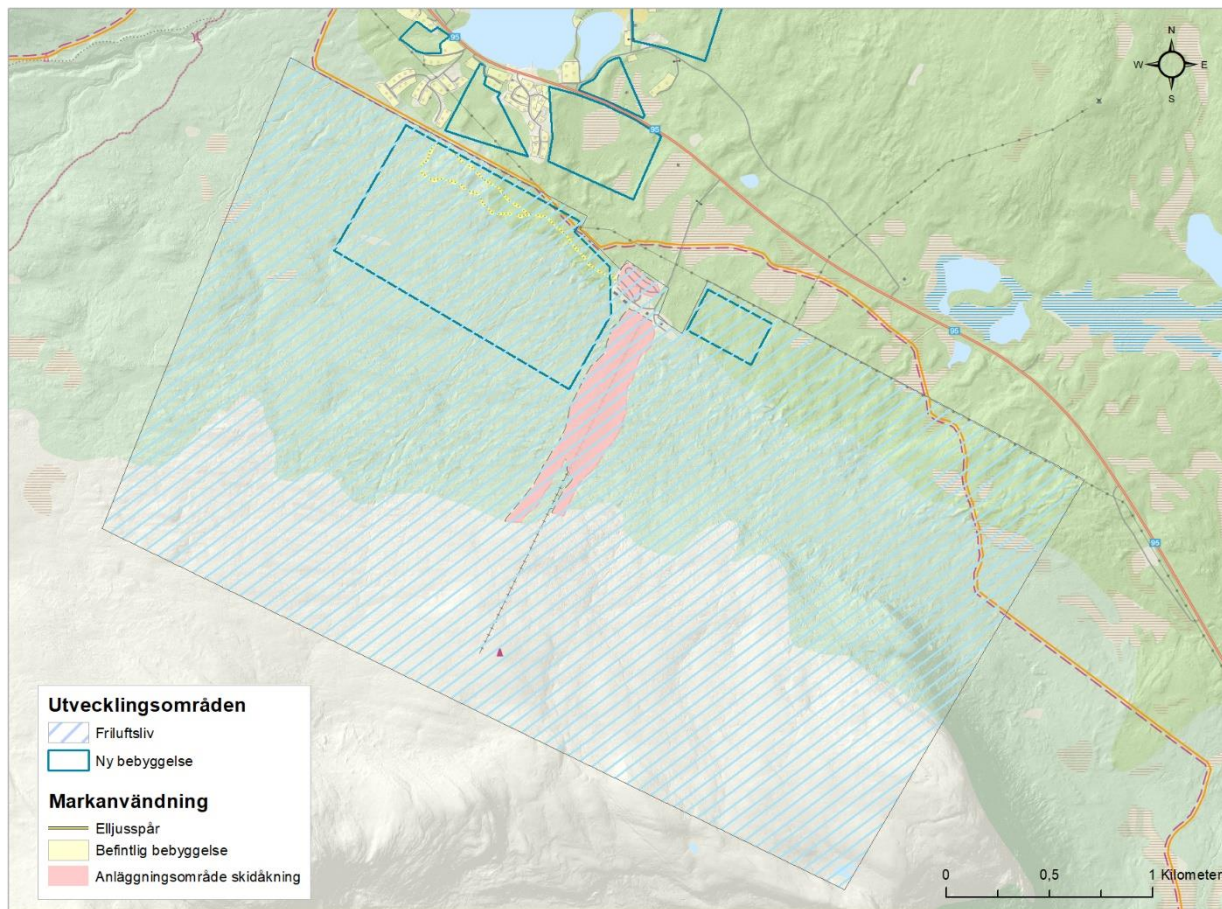 95
N
W E
S
95
95
95
Utvecklingsområden
Friluftsliv
Ny bebyggelse
Markanvändning
Elljusspår
Befintlig bebyggelse
Anläggningsområde skidåkning
0 0,5 1 Kilometer